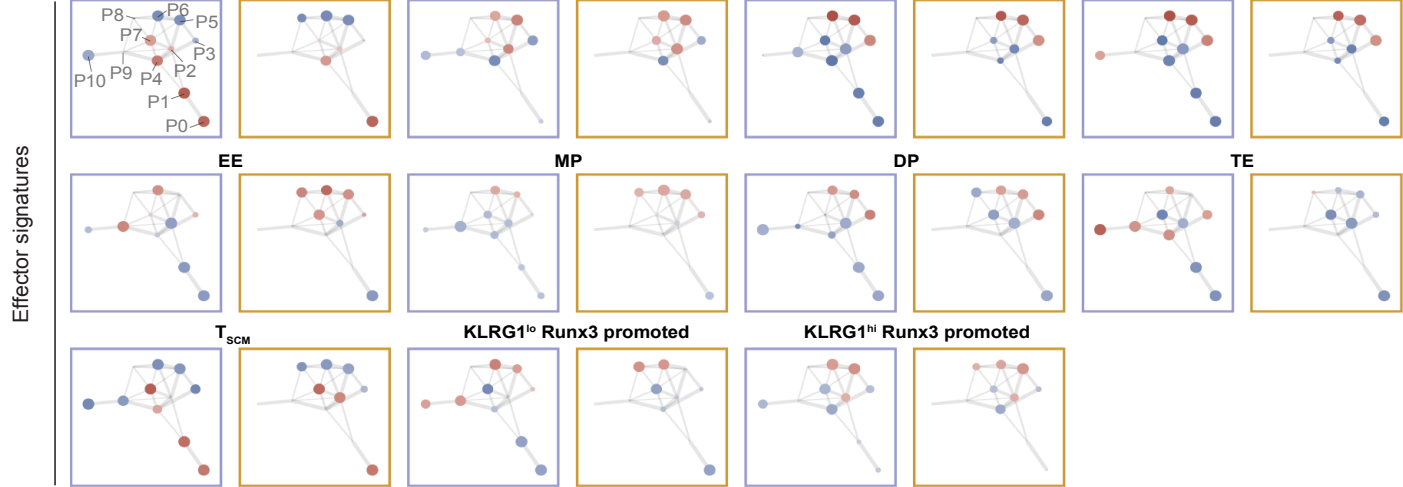 P8
P6
P5
P7
P3
P10
P9
P4
P2
P1
P0
EE
MP
DP
TE
Effector signatures
TSCM
KLRG1lo Runx3 promoted
KLRG1hi Runx3 promoted